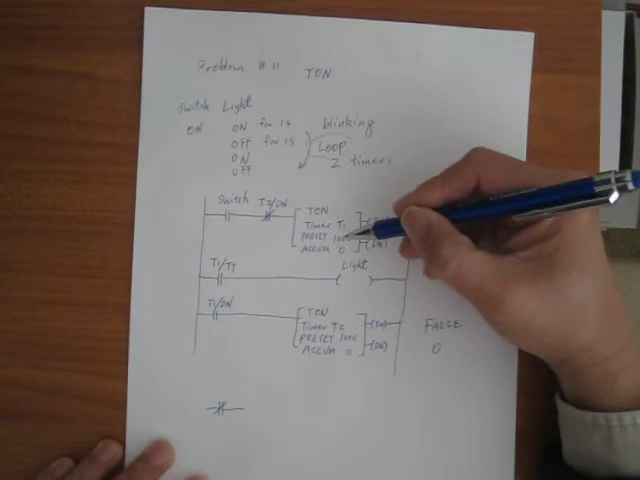 Problem #11 TON
Switch Light
ON ON for 1s blinking
OFF for 1s LOOP
ON 2 timers
OFF
Switch T2/DN TON
Timer T1
PRESET 1000 (DN)
ACCUM 0
T1/TT Light
T1/DN TON
Timer T2 (EN) FALSE
PRESET 1000
ACCUM 0 (DN) 0